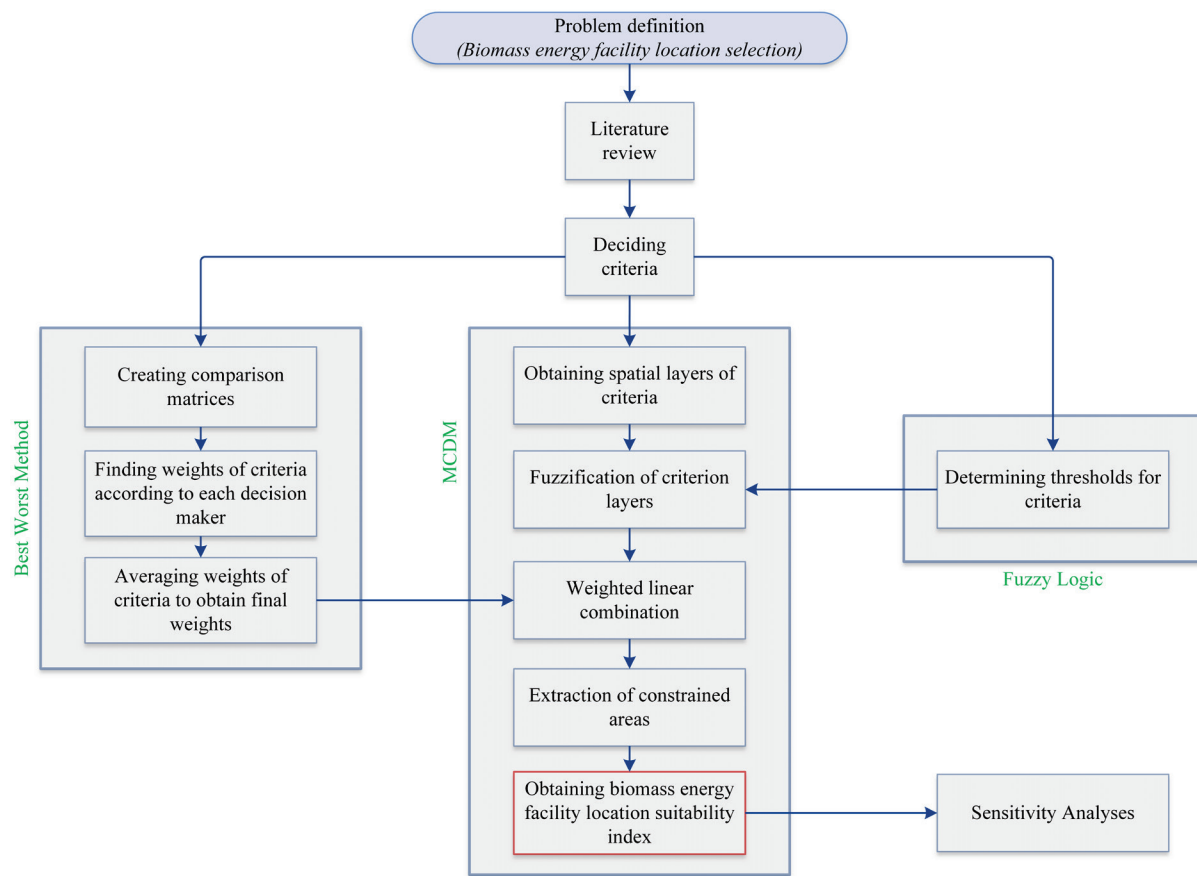 Problem definition
(Biomass energy facility location selection)
Literature
review
Deciding
criteria
Best Worst Method
Creating comparison
matrices
Finding weights of criteria
according to each decision
maker
Averaging weights of
criteria to obtain final
weights
MCDM
Obtaining spatial layers of
criteria
Fuzzification of criterion
layers
Weighted linear
combination
Extraction of constrained
areas
Obtaining biomass energy
facility location suitability
index
Determining thresholds for
criteria
Fuzzy Logic
Sensitivity Analyses